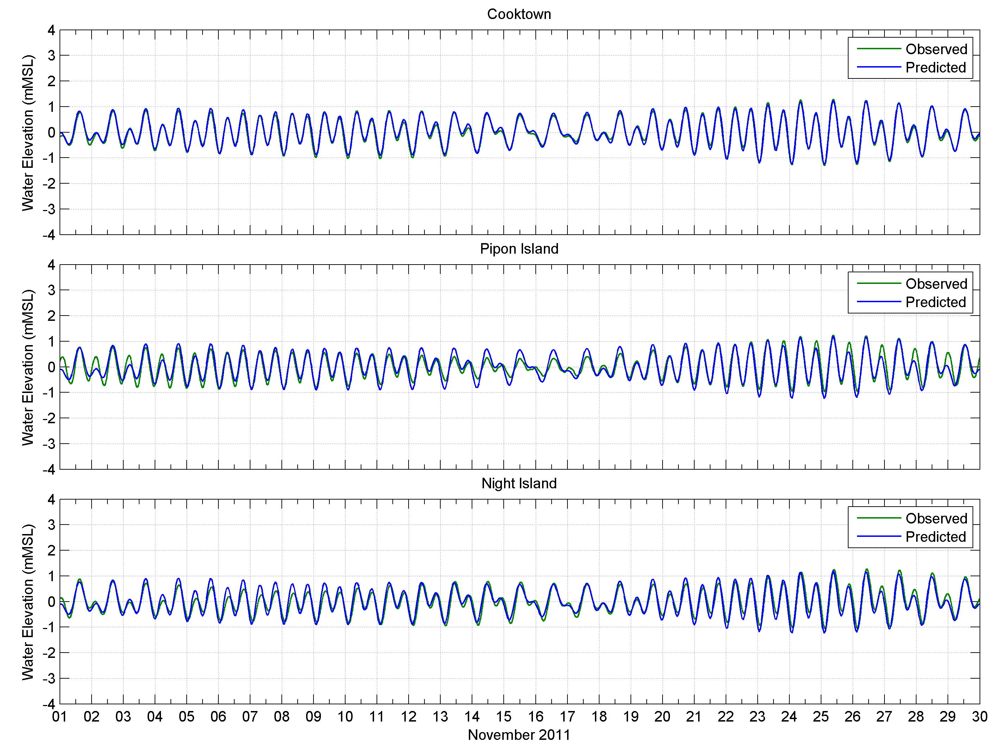 Cooktown
4
3
2
1
0
-1
-2
-3
-4
Water Elevation (mMSL)
Observed
Predicted
Pipon Island
4
3
2
1
0
-1
-2
-3
-4
Water Elevation (mMSL)
Observed
Predicted
Night Island
4
3
2
1
0
-1
-2
-3
-4
Water Elevation (mMSL)
Observed
Predicted
01 02 03 04 05 06 07 08 09 10 11 12 13 14 15 16 17 18 19 20 21 22 23 24 25 26 27 28 29 30
November 2011